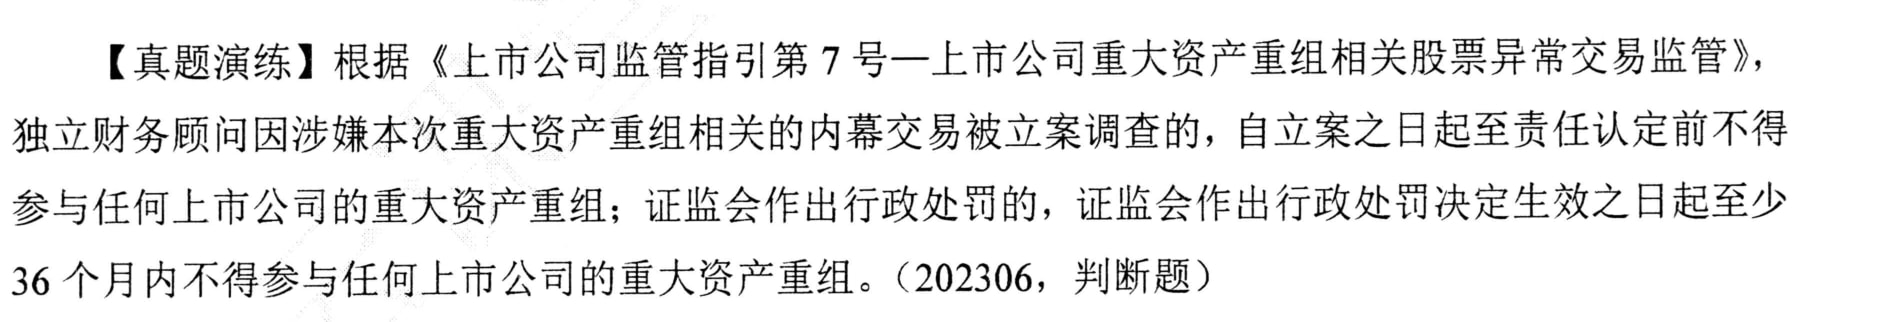 【真题演练】根据《上市公司监管指引第 7 号—上市公司重大资产重组相关股票异常交易监管》，
独立财务顾问因涉嫌本次重大资产重组相关的内幕交易被立案调查的，自立案之日起至责任认定前不得
参与任何上市公司的重大资产重组；证监会作出行政处罚的，证监会作出行政处罚决定生效之日起至少
36 个月内不得参与任何上市公司的重大资产重组。（202306，判断题）